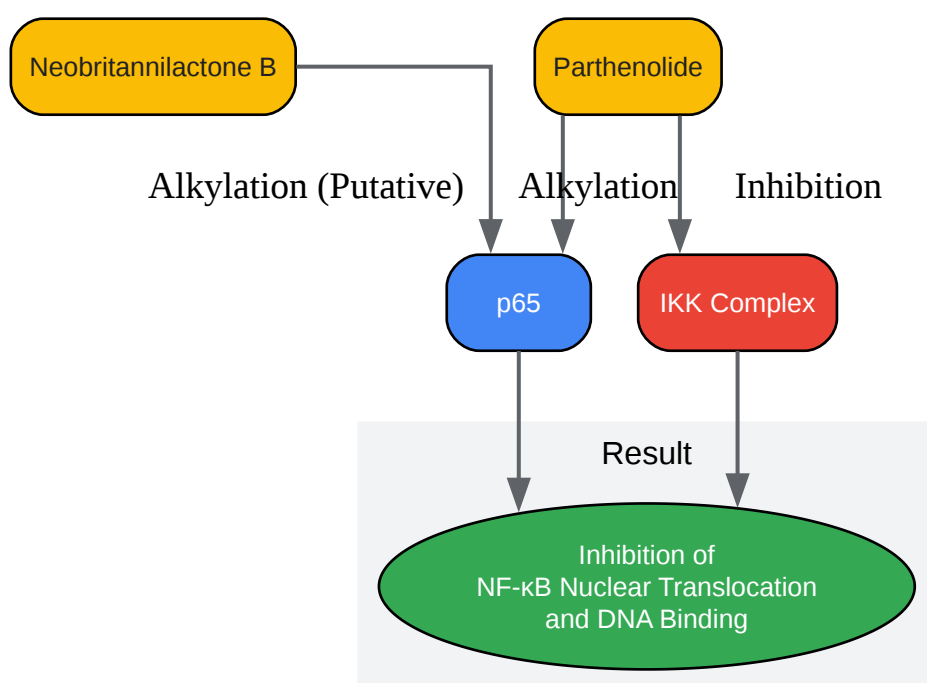 Neobritannilactone B
Parthenolide
Alkylation (Putative)
Alkylation
Inhibition
p65
IKK Complex
Result
Inhibition of
NF-κB Nuclear Translocation
and DNA Binding